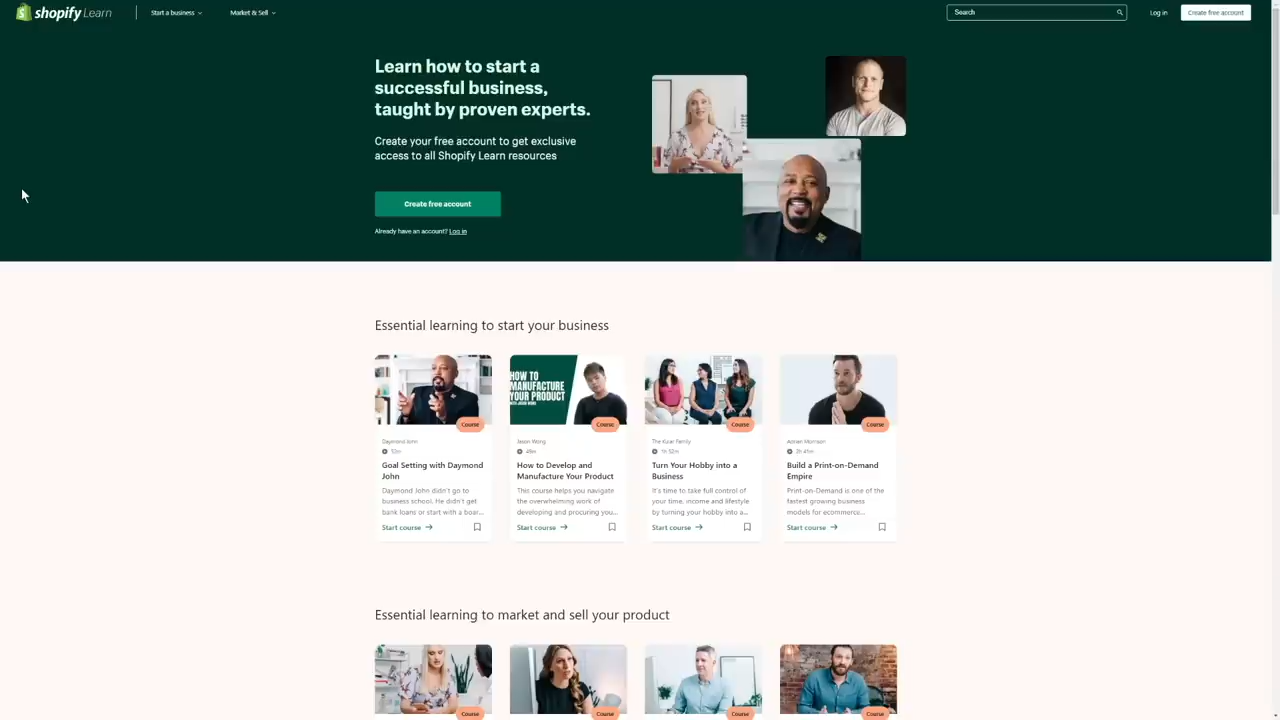 shopify Learn
Start a business
Market & Sell
Search
Log in
Create free account
Learn how to start a
successful business,
taught by proven experts.
Create your free account to get exclusive
access to all Shopify Learn resources
Create free account
Already have an account? Log in
Essential learning to start your business
HOW TO
MANUFACTURE
YOUR PRODUCT
WITH JASON WONG
Course
Course
Course
Course
Daymond John
Goal Setting with Daymond
John
Daymond John didn't go to
business school. He didn't get
bank loans or start with a boar...
Start course
Jason Wong
How to Develop and
Manufacture Your Product
This course helps you navigate
the overwhelming work of
developing and procuring you...
Start course
Family
1h 52m
Turn Your Hobby into a
Business
It's time to take full control of
your time, income and lifestyle
by turning your hobby into a...
Start course
Adrian Morrison
2h 41m
Build a Print-on-Demand
Empire
Print-on-Demand is one of the
fastest growing business
models for ecommerce...
Start course
Essential learning to market and sell your product
Course
Course
Course
Course